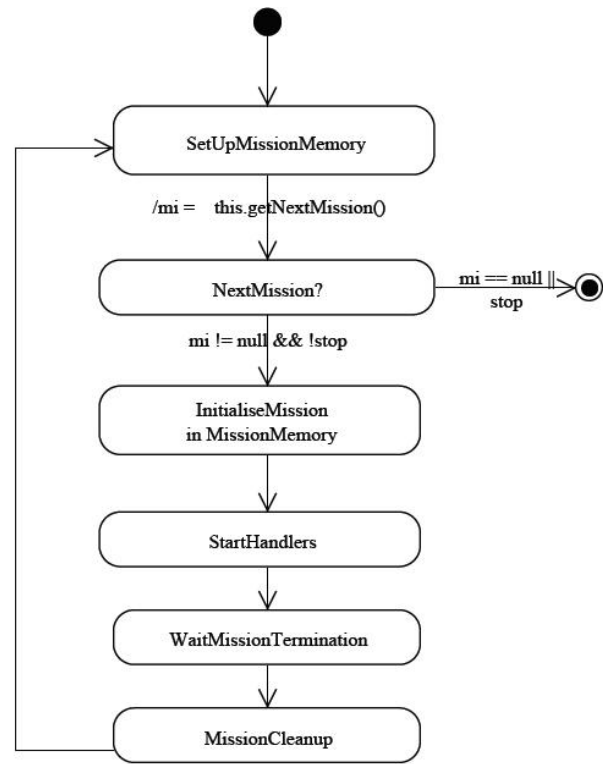 SetUpMissionMemory
/mi = this.getNextMission()
NextMission?
mi == null ||
stop
mi != null && !stop
InitialiseMission
in MissionMemory
StartHandlers
WaitMissionTermination
MissionCleanup